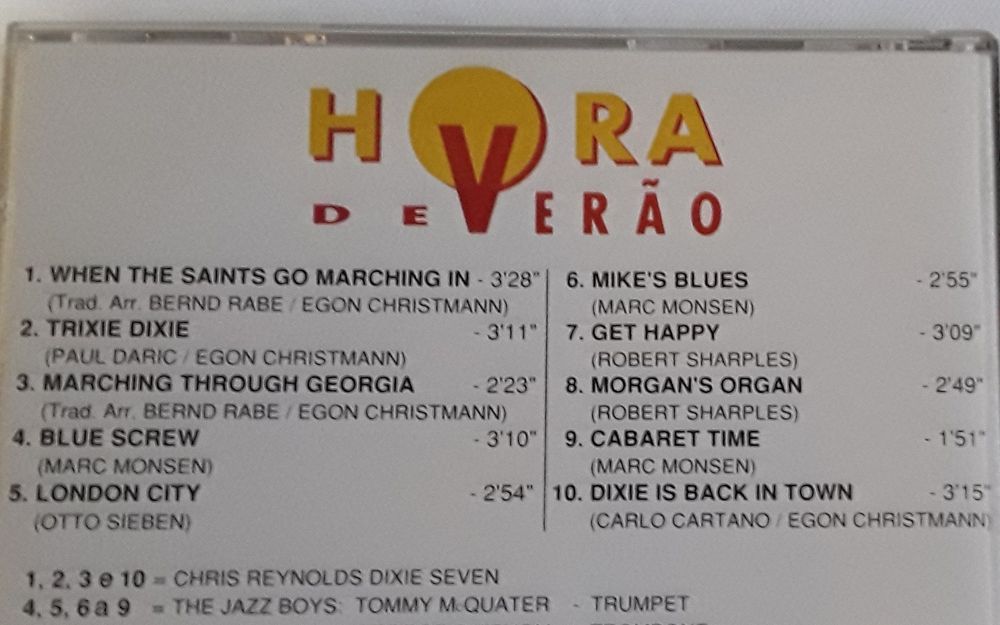 HORA
DE VERÃO
1. WHEN THE SAINTS GO MARCHING IN - 3'28"
(Trad. Arr. BERND RABE / EGON CHRISTMANN)
2. TRIXIE DIXIE - 3'11"
(PAUL DARIC / EGON CHRISTMANN)
3. MARCHING THROUGH GEORGIA - 2'23"
(Trad. Arr. BERND RABE / EGON CHRISTMANN)
4. BLUE SCREW - 3'10"
(MARC MONSEN)
5. LONDON CITY - 2'54"
(OTTO SIEBEN)
6. MIKE'S BLUES - 2'55"
(MARC MONSEN)
7. GET HAPPY - 3'09"
(ROBERT SHARPLES)
8. MORGAN'S ORGAN - 2'49"
(ROBERT SHARPLES)
9. CABARET TIME - 1'51"
(MARC MONSEN)
10. DIXIE IS BACK IN TOWN - 3'15"
(CARLO CARTANO / EGON CHRISTMANN)
1, 2, 3 e 10 = CHRIS REYNOLDS DIXIE SEVEN
4, 5, 6 a 9 = THE JAZZ BOYS: TOMMY McQUATER - TRUMPET